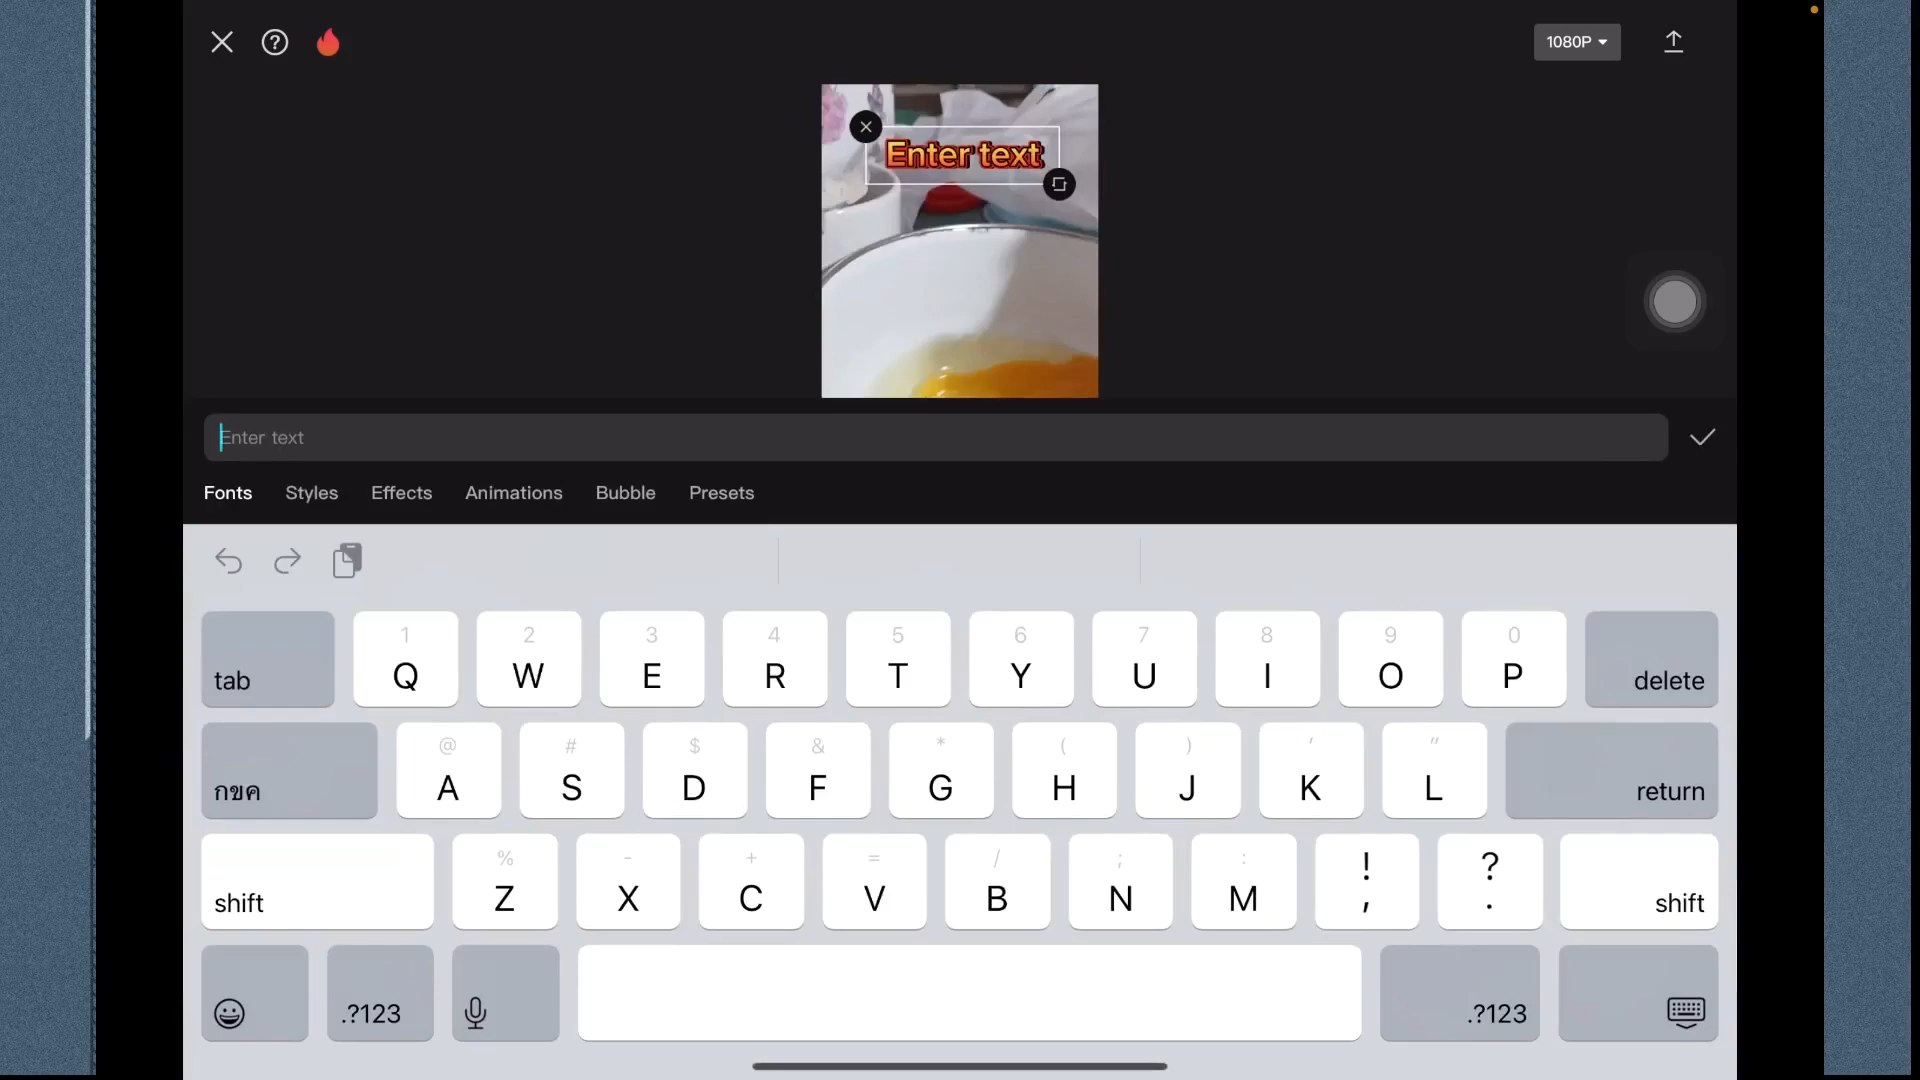 1080P
Enter text
Enter text
Fonts Styles Effects Animations Bubble Presets
1 2 3 4 5 6 7 8 9 0
tab Q W E R T Y U I O P delete
@ # $ & * ( ) ' "
กขค A S D F G H J K L return
% - + = / ; : ! ?
shift Z X C V B N M , . shift
.?123 .?123